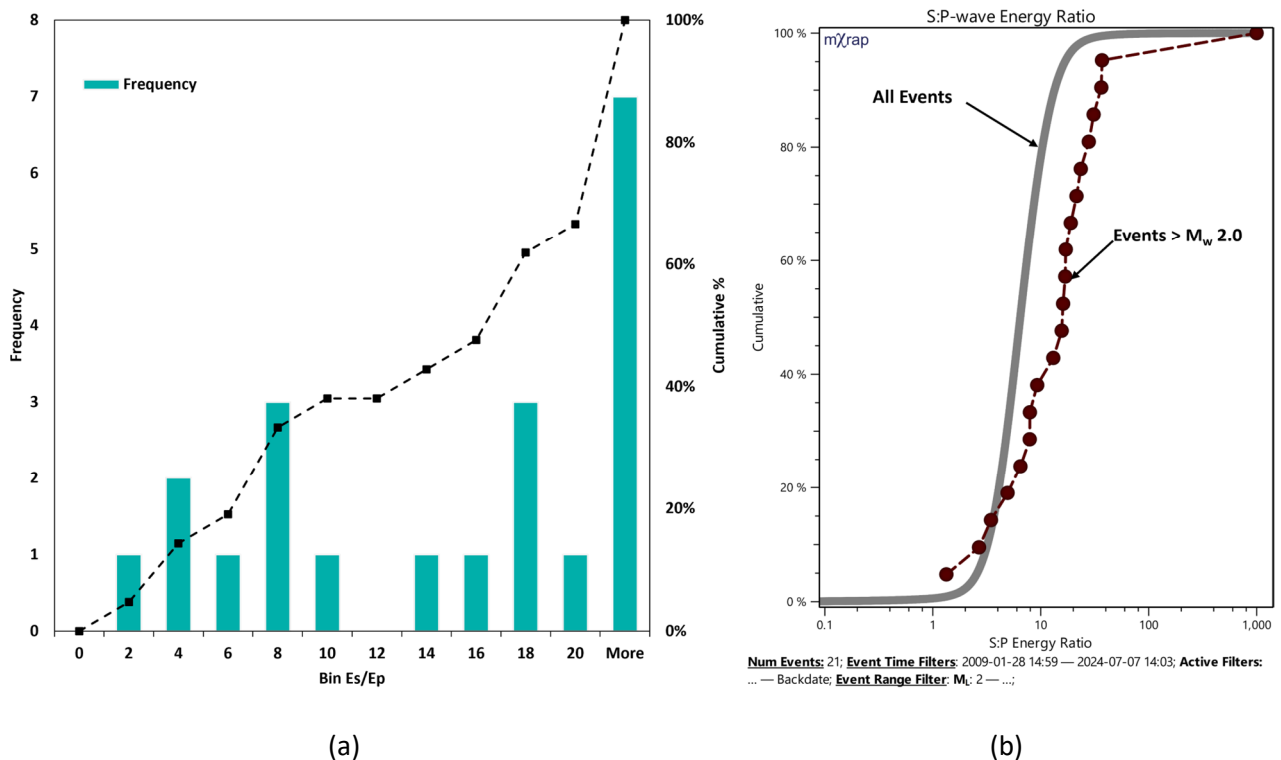 8
7
6
5
4
3
2
1
0
Frequency
Frequency
100%
80%
60%
40%
20%
0%
Cumulative %
0 2 4 6 8 10 12 14 16 18 20 More
Bin Es/Ep
(a)
S:P-wave Energy Ratio
mχrap
100 %
80 %
60 %
40 %
20 %
0 %
Cumulative
All Events
Events > Mw 2.0
0.1 1 10 100 1,000
S:P Energy Ratio
Num Events: 21; Event Time Filters: 2009-01-28 14:59 — 2024-07-07 14:03; Active Filters:
... — Backdate; Event Range Filter: ML: 2 — ...;
(b)